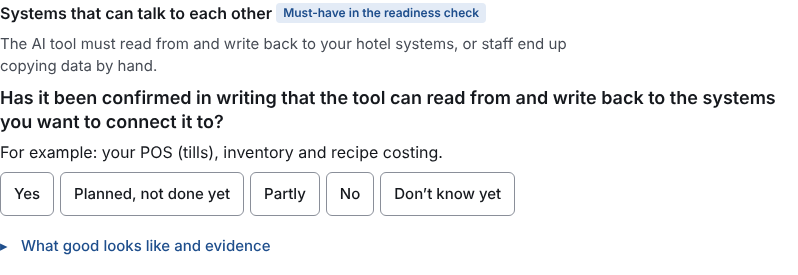 Systems that can talk to each other Must-have in the readiness check
The AI tool must read from and write back to your hotel systems, or staff end up
copying data by hand.
Has it been confirmed in writing that the tool can read from and write back to the systems
you want to connect it to?
For example: your POS (tills), inventory and recipe costing.
Yes Planned, not done yet Partly No Don’t know yet
▸ What good looks like and evidence